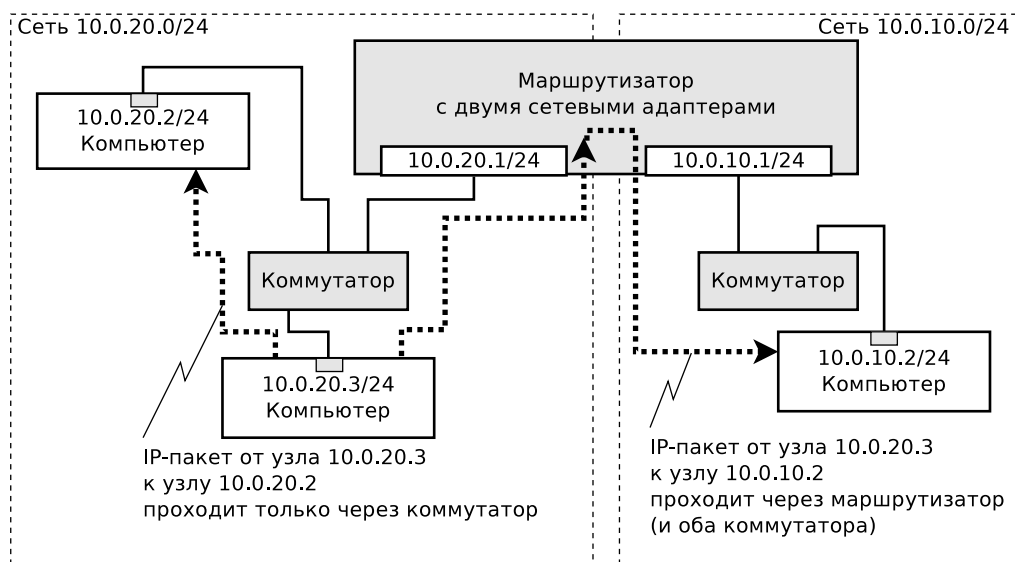 Сеть 10.0.20.0/24
Сеть 10.0.10.0/24
Маршрутизатор
с двумя сетевыми адаптерами
10.0.20.2/24
Компьютер
10.0.20.1/24
10.0.10.1/24
Коммутатор
Коммутатор
10.0.20.3/24
Компьютер
10.0.10.2/24
Компьютер
IP-пакет от узла 10.0.20.3
к узлу 10.0.20.2
проходит только через коммутатор
IP-пакет от узла 10.0.20.3
к узлу 10.0.10.2
проходит через маршрутизатор
(и оба коммутатора)